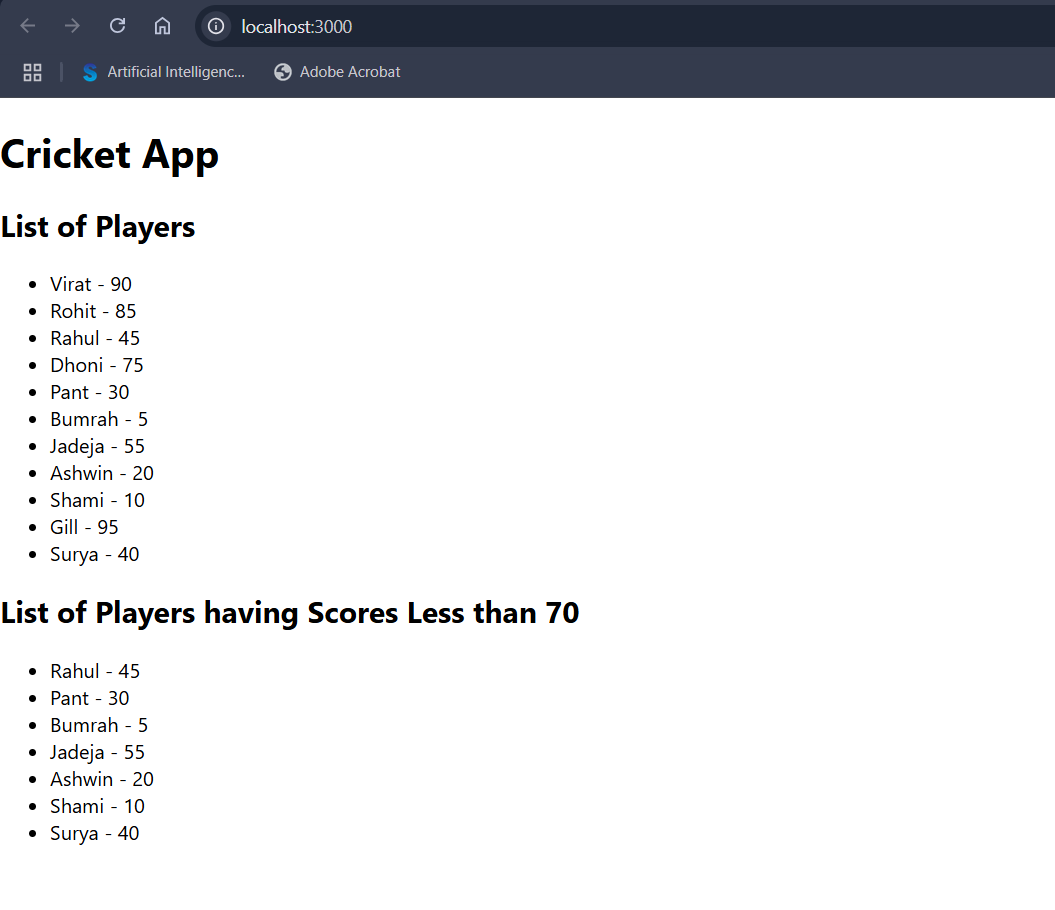 localhost:3000
Artificial Intelligenc... Adobe Acrobat
Cricket App
List of Players
• Virat - 90
• Rohit - 85
• Rahul - 45
• Dhoni - 75
• Pant - 30
• Bumrah - 5
• Jadeja - 55
• Ashwin - 20
• Shami - 10
• Gill - 95
• Surya - 40
List of Players having Scores Less than 70
• Rahul - 45
• Pant - 30
• Bumrah - 5
• Jadeja - 55
• Ashwin - 20
• Shami - 10
• Surya - 40